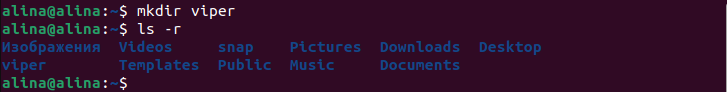 alina@alina:~$ mkdir viper
alina@alina:~$ ls -r
Изображения Videos snap Pictures Downloads Desktop
viper Templates Public Music Documents
alina@alina:~$